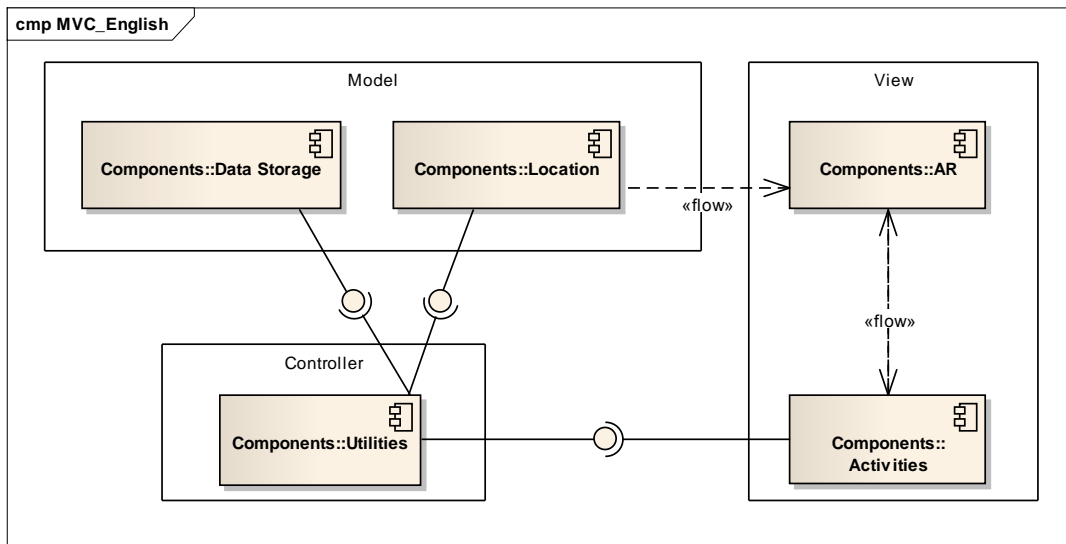 cmp MVC_English
Model
View
Components::Data Storage
Components::Location
Components::AR
«flow»
«flow»
Controller
Components::Utilities
Components::
Activities